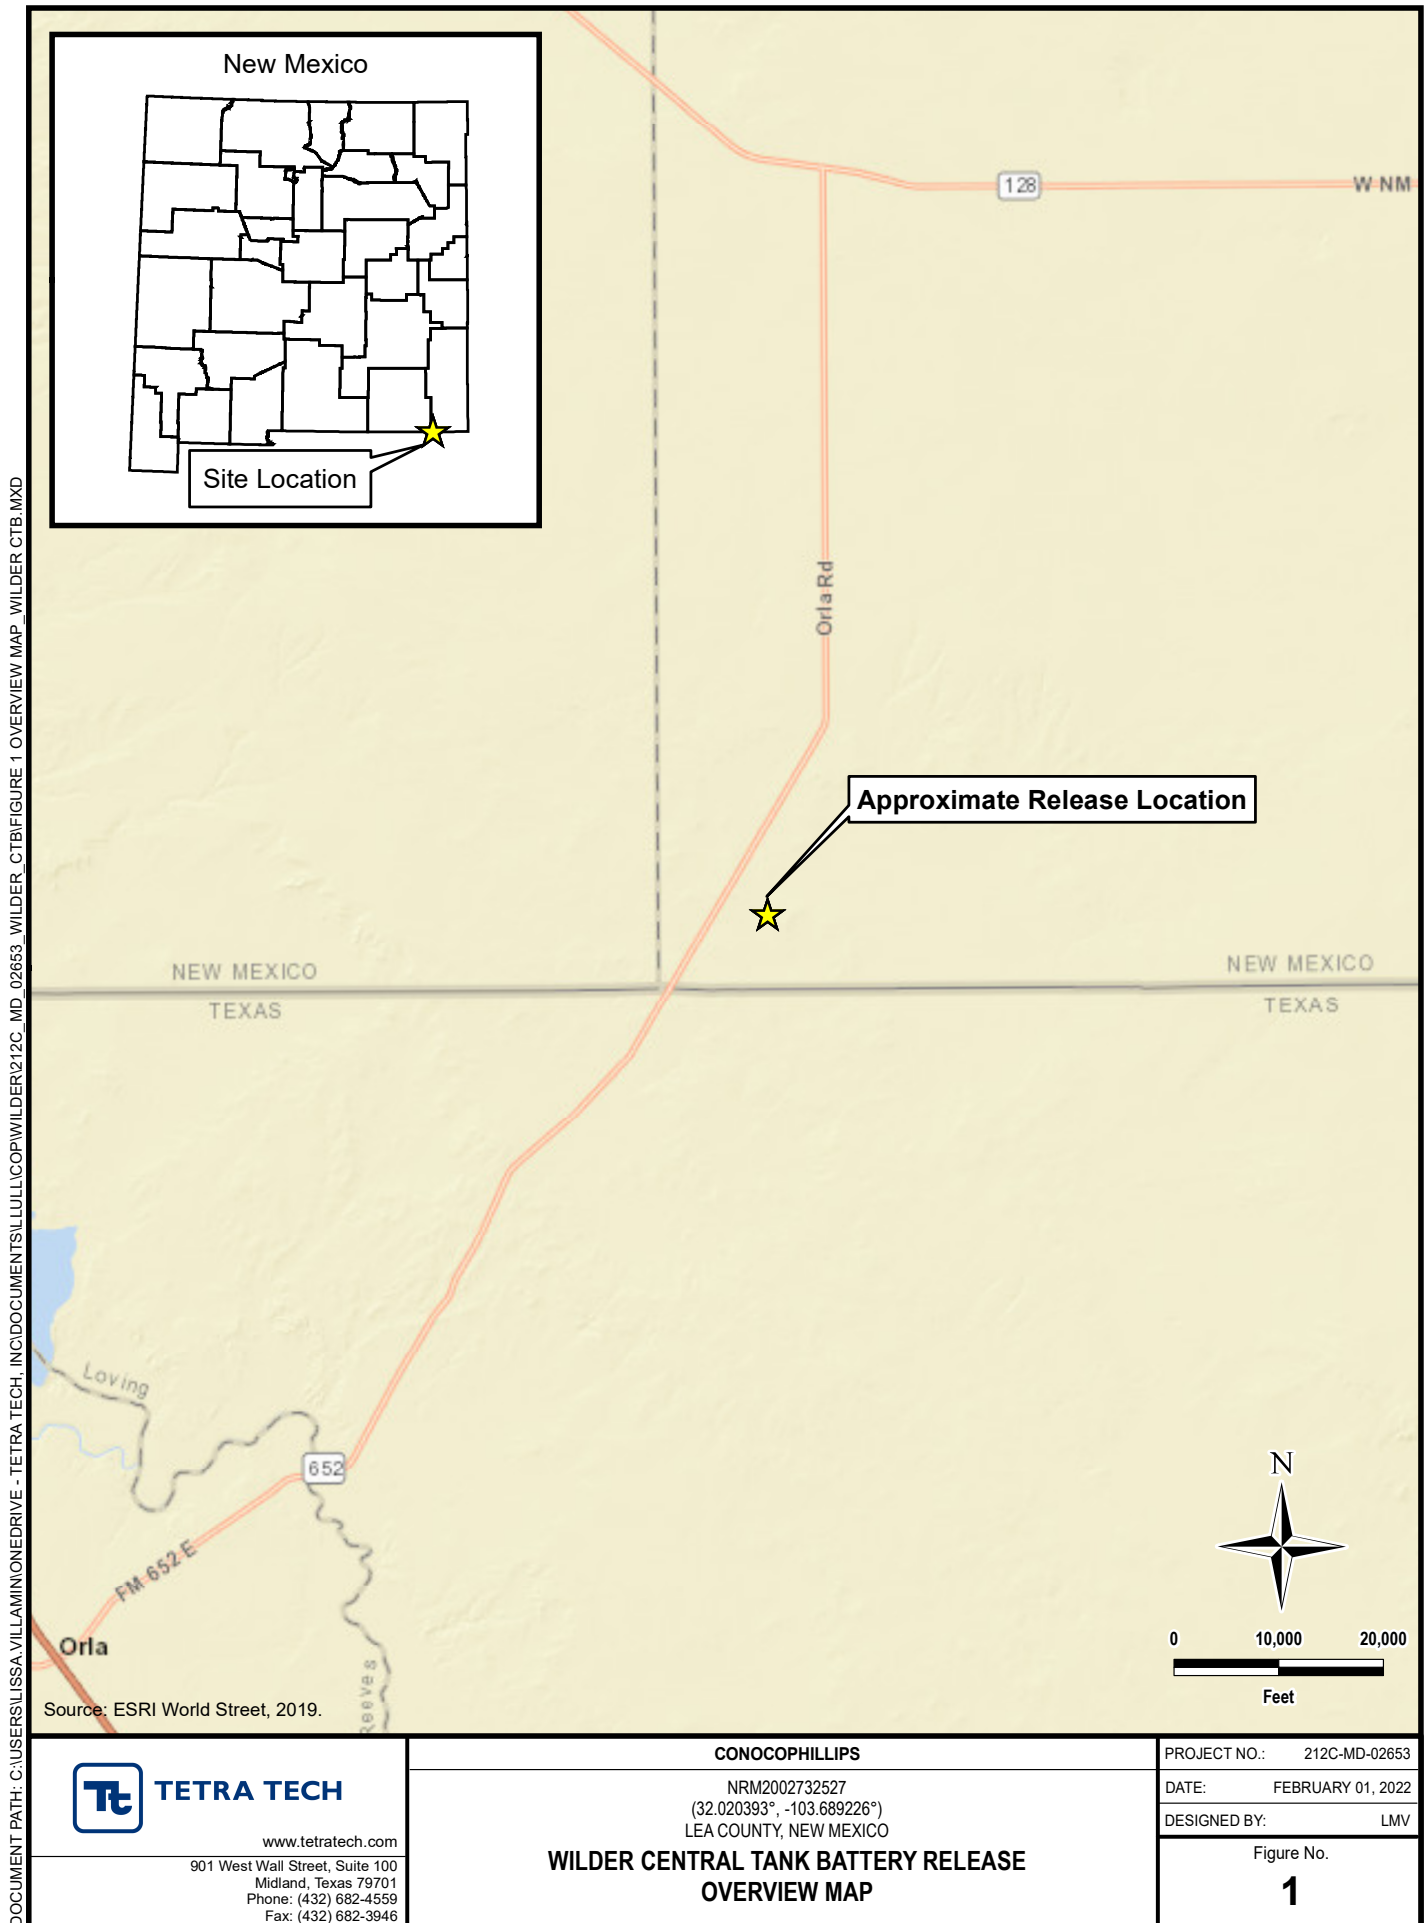 New Mexico
Site Location
128
W NM
Orla Rd
Approximate Release Location
NEW MEXICO
TEXAS
NEW MEXICO
TEXAS
Loving
652
FM 652 E
Orla
Reeves
N
0 10,000 20,000
Feet
Source: ESRI World Street, 2019.
DOCUMENT PATH: C:\USERS\LISSA.VILLAMIN\ONEDRIVE - TETRA TECH, INC\DOCUMENTS\LLULL\COP\WILDER\212C_MD_02653_WILDER_CTB\FIGURE 1 OVERVIEW MAP_WILDER CTB.MXD
Tt TETRA TECH
www.tetratech.com
901 West Wall Street, Suite 100
Midland, Texas 79701
Phone: (432) 682-4559
Fax: (432) 682-3946
CONOCOPHILLIPS
NRM2002732527
(32.020393°, -103.689226°)
LEA COUNTY, NEW MEXICO
WILDER CENTRAL TANK BATTERY RELEASE
OVERVIEW MAP
PROJECT NO.: 212C-MD-02653
DATE: FEBRUARY 01, 2022
DESIGNED BY: LMV
Figure No.
1